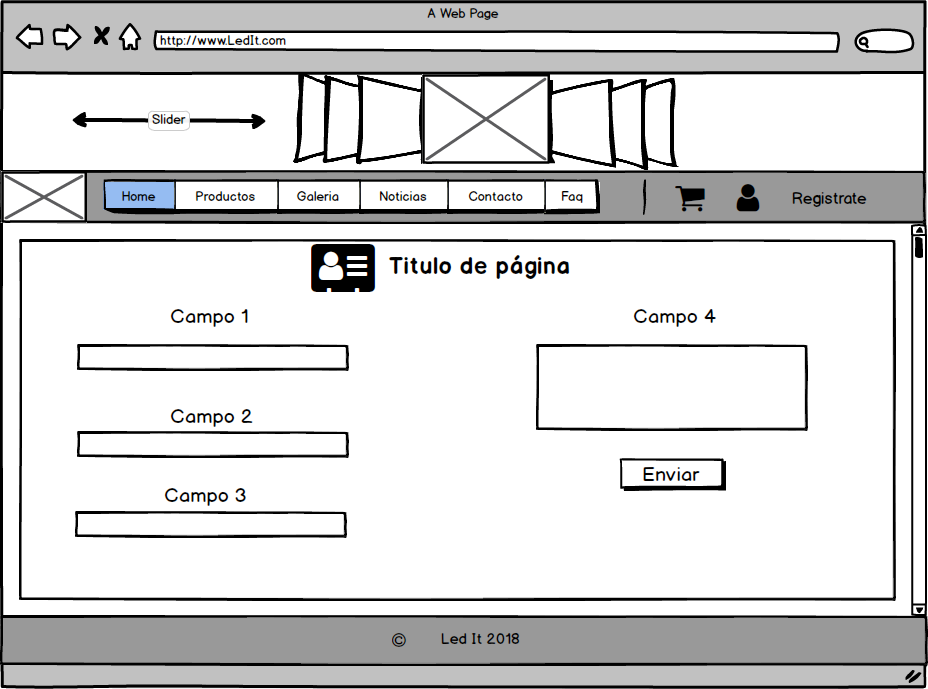 A Web Page
http://www.LedIt.com
Slider
Home Productos Galeria Noticias Contacto Faq Registrate
Titulo de página
Campo 1
Campo 2
Campo 3
Campo 4
Enviar
© Led It 2018